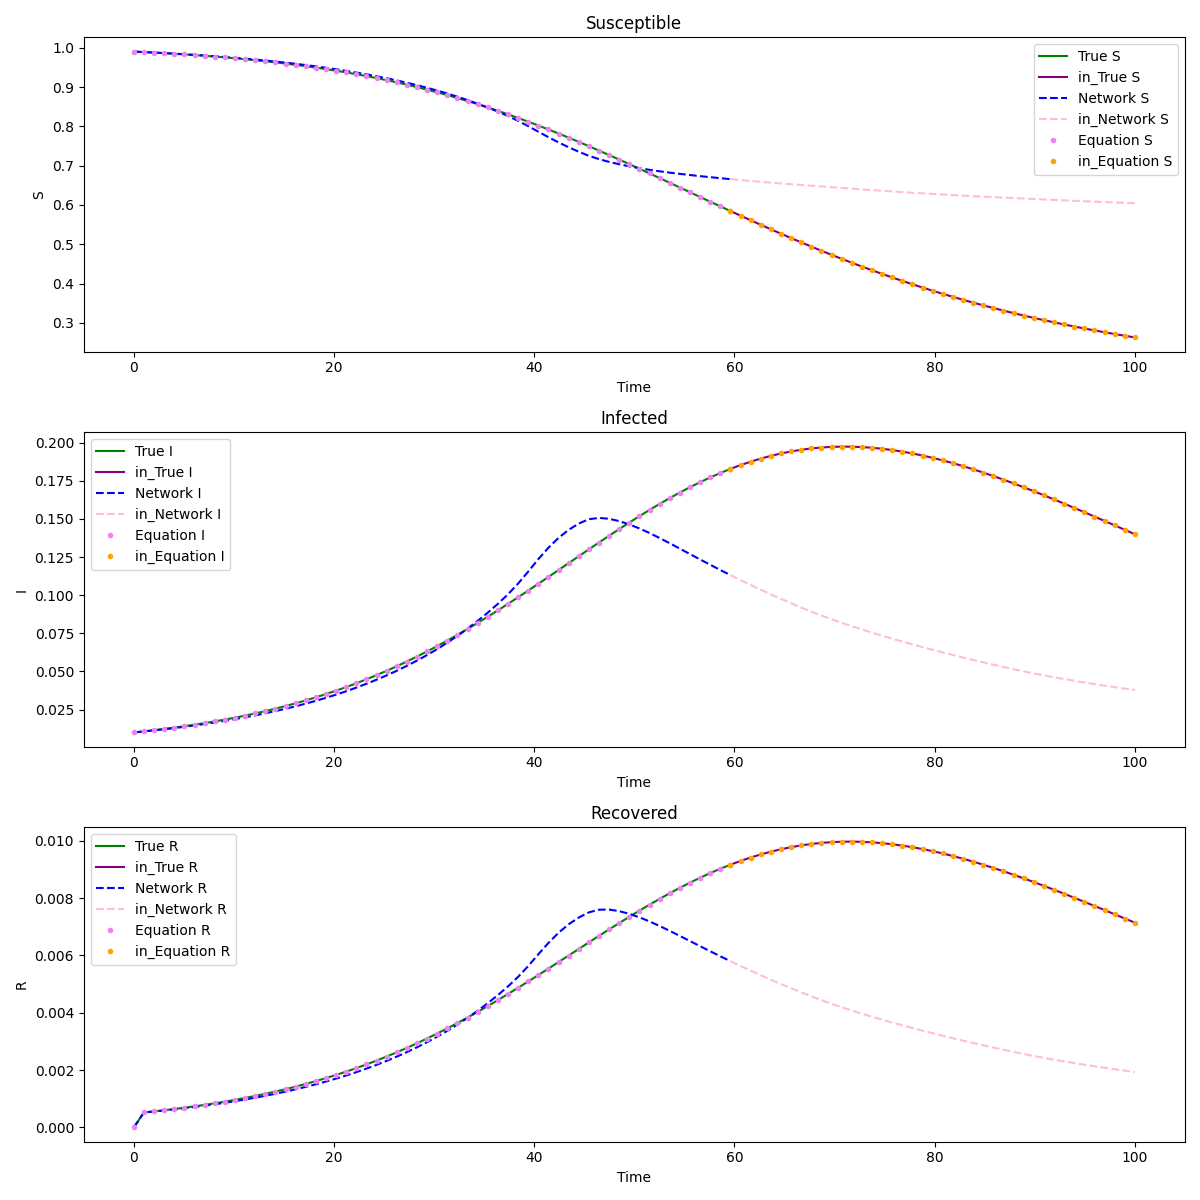 Susceptible
1.0
0.9
0.8
0.7
0.6
0.5
0.4
0.3
S
True S
in_True S
Network S
in_Network S
Equation S
in_Equation S
0 20 40 60 80 100
Time
Infected
0.200
0.175
0.150
0.125
0.100
0.075
0.050
0.025
I
True I
in_True I
Network I
in_Network I
Equation I
in_Equation I
0 20 40 60 80 100
Time
Recovered
0.010
0.008
0.006
0.004
0.002
0.000
R
True R
in_True R
Network R
in_Network R
Equation R
in_Equation R
0 20 40 60 80 100
Time